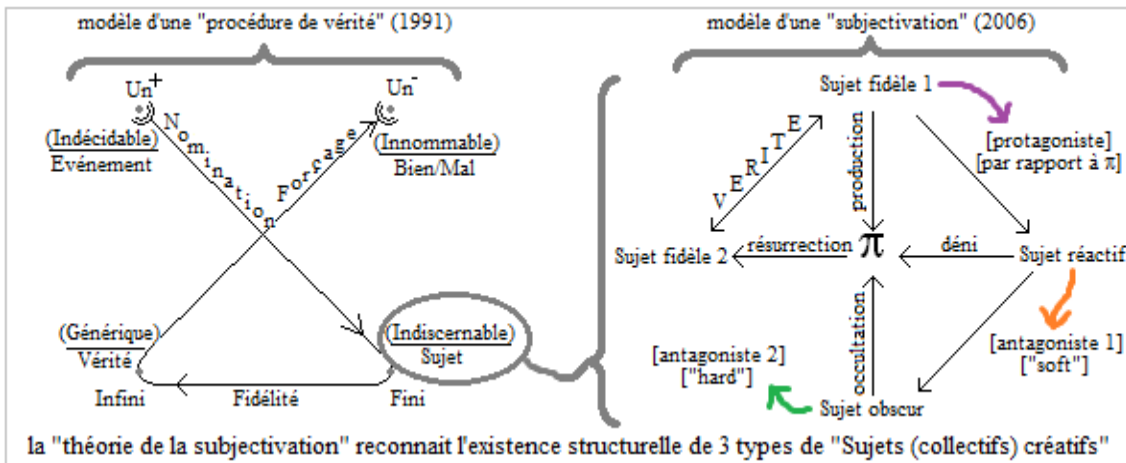 modèle d'une "procédure de vérité" (1991)
Un+
Un-
(Indécidable)
Evénement
Nomination
Forçage
(Innommable)
Bien/Mal
(Générique)
Vérité
(Indiscernable)
Sujet
Infini
Fidélité
Fini
modèle d'une "subjectivation" (2006)
Sujet fidèle 1
[protagoniste]
[par rapport à π]
VERITE
production
Sujet fidèle 2
résurrection
π
déni
Sujet réactif
occultation
[antagoniste 1]
["soft"]
[antagoniste 2]
["hard"]
Sujet obscur
la "théorie de la subjectivation" reconnait l'existence structurelle de 3 types de "Sujets (collectifs) créatifs"